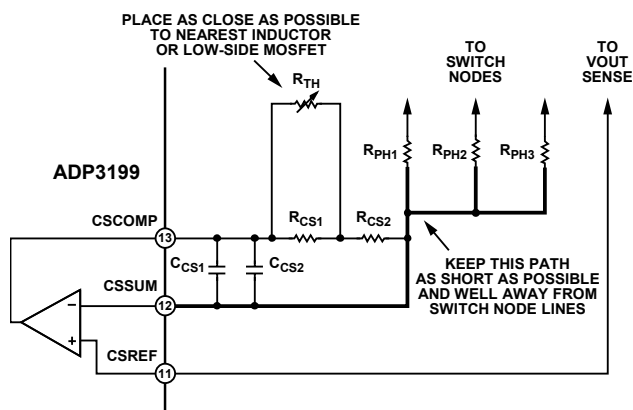 PLACE AS CLOSE AS POSSIBLE
TO NEAREST INDUCTOR
OR LOW-SIDE MOSFET
TO
SWITCH
NODES
TO
VOUT
SENSE
RTH
RPH1
RPH2
RPH3
ADP3199
CSCOMP
13
RCS1
RCS2
CCS1
CCS2
KEEP THIS PATH
AS SHORT AS POSSIBLE
AND WELL AWAY FROM
SWITCH NODE LINES
CSSUM
12
−
+
CSREF
11